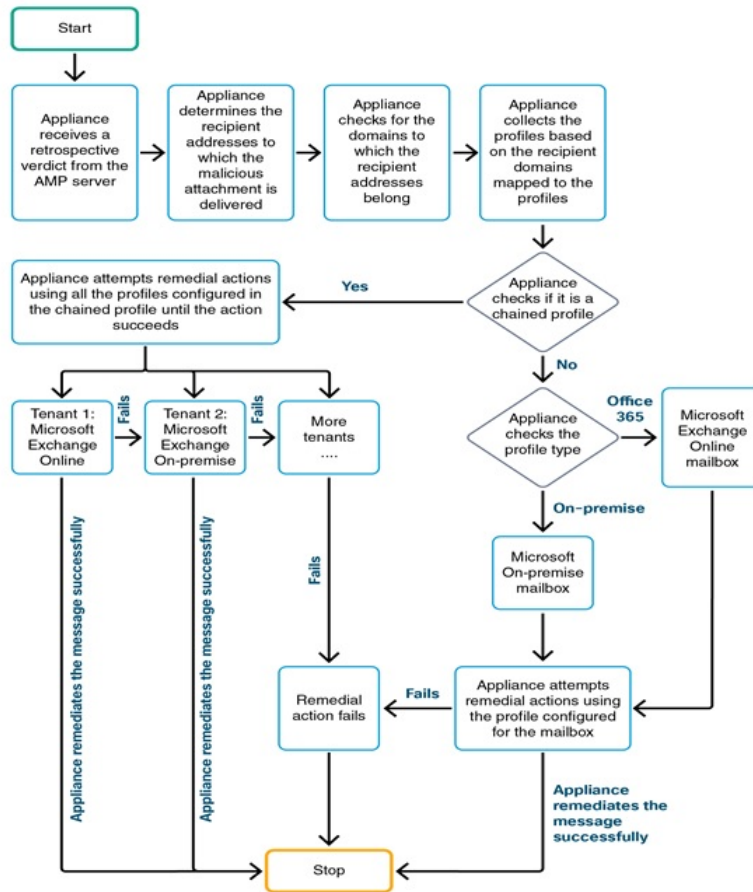 Start
Appliance
receives a
retrospective
verdict from the
AMP server
Appliance
determines the
recipient
addresses to
which the
malicious
attachment is
delivered
Appliance
checks for the
domains to
which the
recipient
addresses
belong
Appliance
collects the
profiles based
on the recipient
domains
mapped to the
profiles
Appliance
checks if it is a
chained profile
Yes
Appliance attempts remedial actions
using all the profiles configured in
the chained profile until the action
succeeds
No
Tenant 1:
Microsoft
Exchange
Online
Fails
Tenant 2:
Microsoft
Exchange
On-premise
Fails
More
tenants
....
Appliance
checks the
profile type
Office
365
Microsoft
Exchange
Online
mailbox
On-premise
Microsoft
On-premise
mailbox
Appliance remediates the message successfully
Appliance remediates the message successfully
Fails
Remedial
action fails
Fails
Appliance attempts
remedial actions using
the profile configured
for the mailbox
Appliance
remediates the
message
successfully
Stop